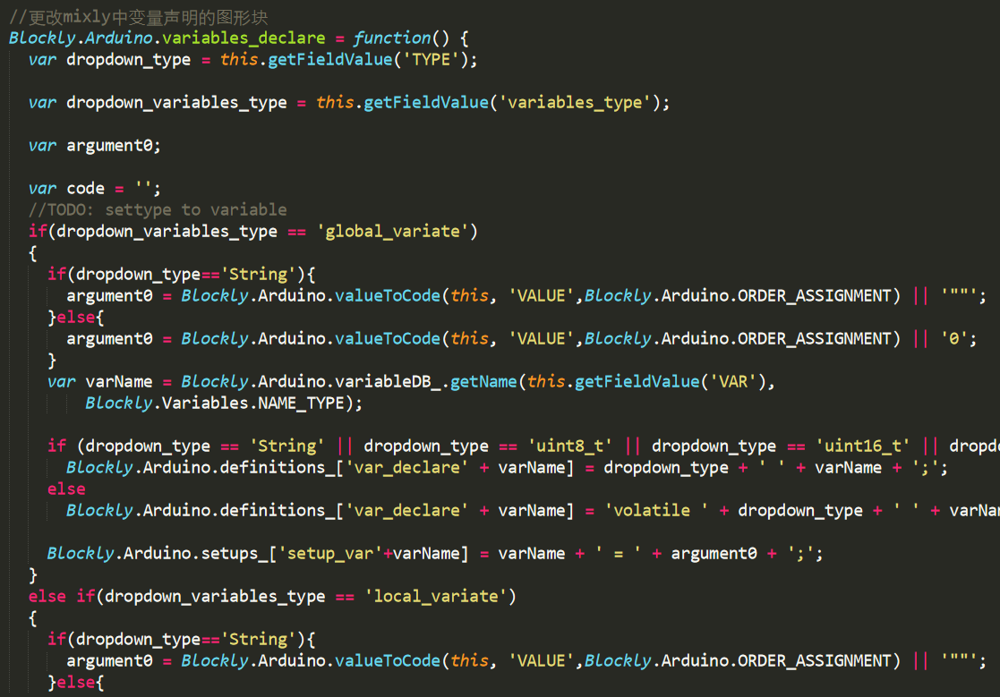 //更改mixly中变量声明的图形块
Blockly.Arduino.variables_declare = function() {
var dropdown_type = this.getFieldValue('TYPE');
var dropdown_variables_type = this.getFieldValue('variables_type');
var argument0;
var code = '';
//TODO: settype to variable
if(dropdown_variables_type == 'global_variate')
{
if(dropdown_type=='String'){
argument0 = Blockly.Arduino.valueToCode(this, 'VALUE',Blockly.Arduino.ORDER_ASSIGNMENT) || '""';
}else{
argument0 = Blockly.Arduino.valueToCode(this, 'VALUE',Blockly.Arduino.ORDER_ASSIGNMENT) || '0';
}
var varName = Blockly.Arduino.variableDB_.getName(this.getFieldValue('VAR'),
Blockly.Variables.NAME_TYPE);
if (dropdown_type == 'String' || dropdown_type == 'uint8_t' || dropdown_type == 'uint16_t' ||
Blockly.Arduino.definitions_['var_declare' + varName] = dropdown_type + ' ' + varName + ';';
else
Blockly.Arduino.definitions_['var_declare' + varName] = 'volatile ' + dropdown_type + ' ' +
Blockly.Arduino.setups_['setup_var'+varName] = varName + ' = ' + argument0 + ';';
}
else if(dropdown_variables_type == 'local_variate')
{
if(dropdown_type=='String'){
argument0 = Blockly.Arduino.valueToCode(this, 'VALUE',Blockly.Arduino.ORDER_ASSIGNMENT) || '""';
}else{